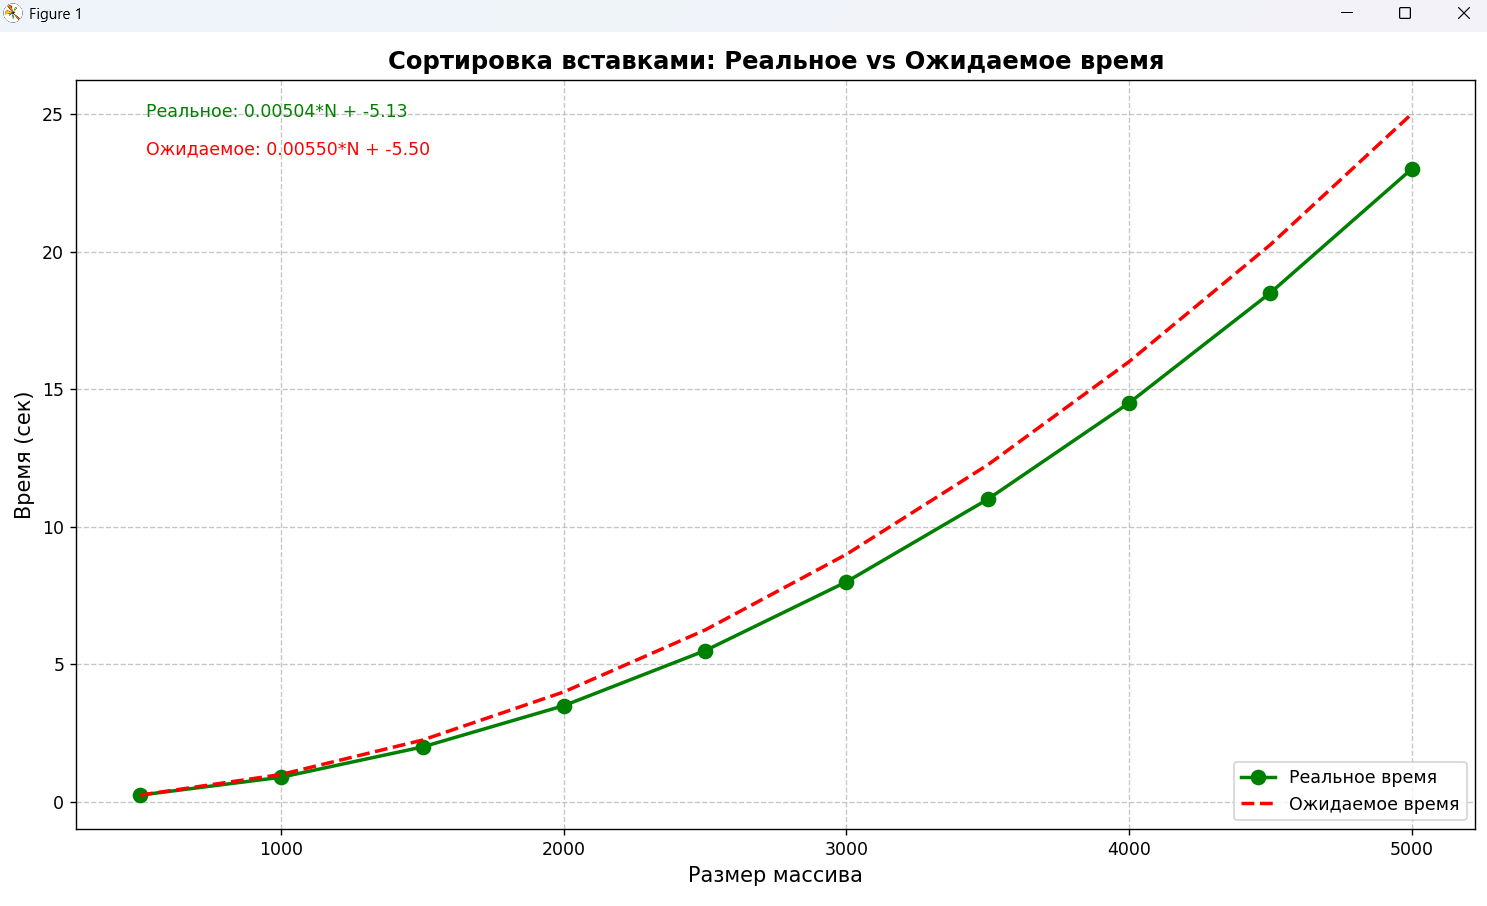 Figure 1
Сортировка вставками: Реальное vs Ожидаемое время
Реальное: 0.00504*N + -5.13
Ожидаемое: 0.00550*N + -5.50
25
20
15
10
5
0
Время (сек)
1000
2000
3000
4000
5000
Размер массива
Реальное время
Ожидаемое время